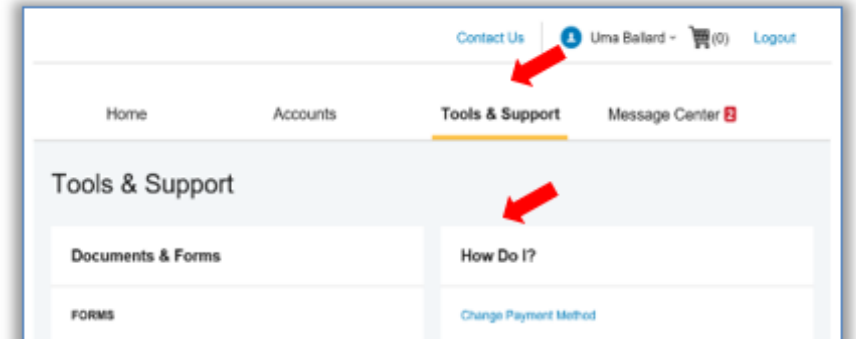 Contact Us Uma Ballard (0) Logout
Home Accounts Tools & Support Message Center 2
Tools & Support
Documents & Forms How Do I?
FORMS Change Payment Method